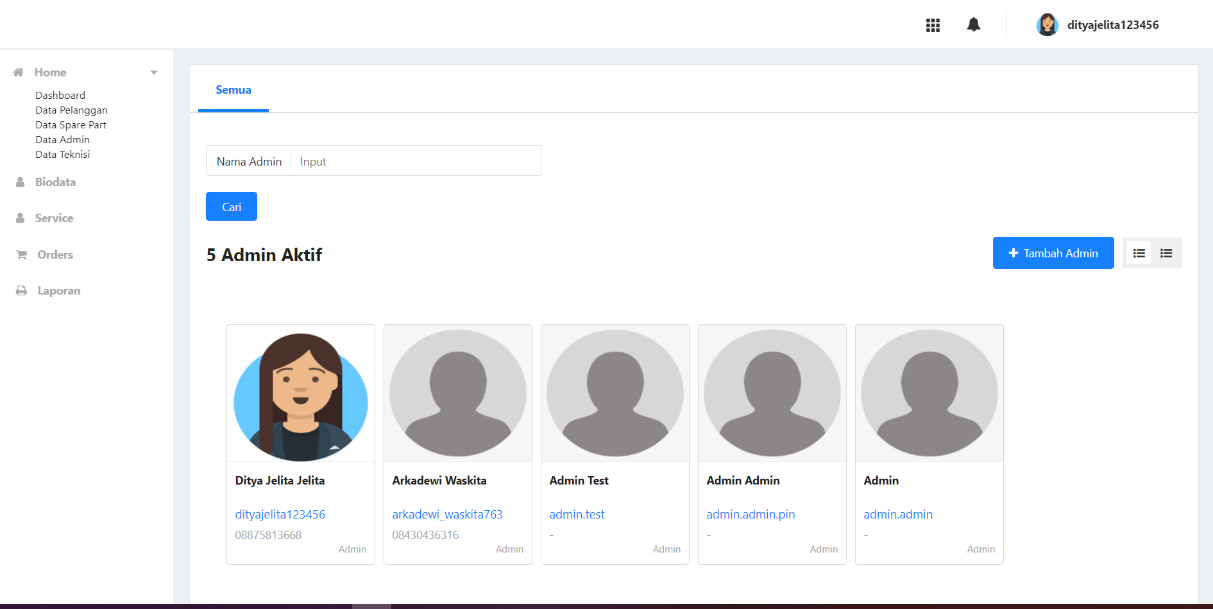 dityajelita123456
Home
Dashboard
Data Pelanggan
Data Spare Part
Data Admin
Data Teknisi
Biodata
Service
Orders
Laporan
Semua
Nama Admin Input
Cari
5 Admin Aktif
Tambah Admin
Ditya Jelita Jelita
dityajelita123456
08875813668
Admin
Arkadewi Waskita
arkadewi_waskita763
08430436316
Admin
Admin Test
admin.test
-
Admin
Admin Admin
admin.admin.pin
-
Admin
Admin
admin.admin
-
Admin